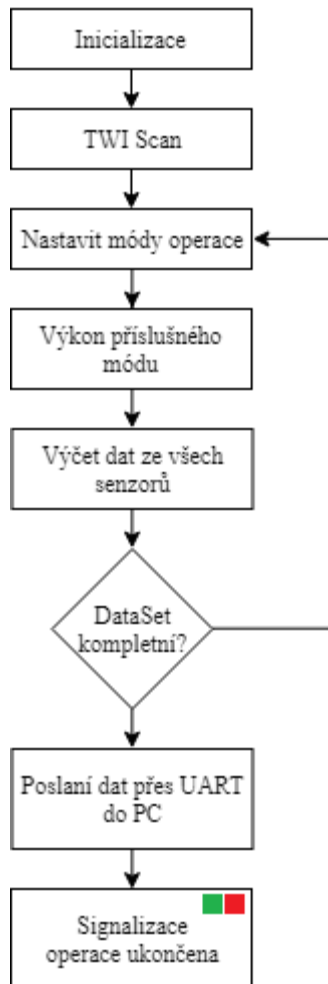 Inicializace
TWI Scan
Nastavit módy operace
Výkon příslušného
módu
Výčet dat ze všech
senzorů
DataSet
kompletní?
Poslaní dat přes UART
do PC
Signalizace
operace ukončena